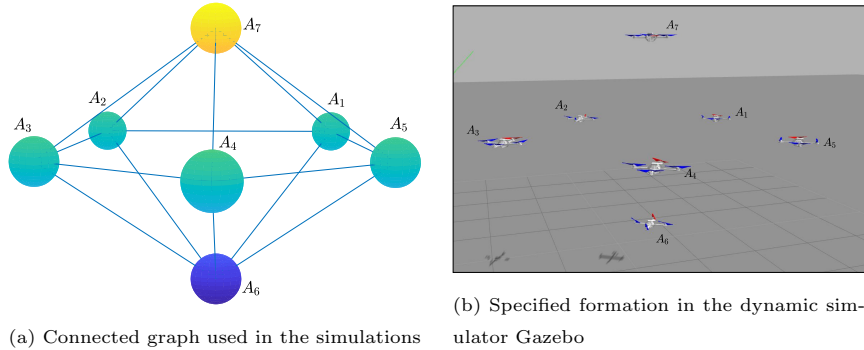 A7
A2
A1
A3
A4
A5
A6
(a) Connected graph used in the simulations
A7
A2
A1
A3
A5
A4
A6
(b) Specified formation in the dynamic sim-
ulator Gazebo